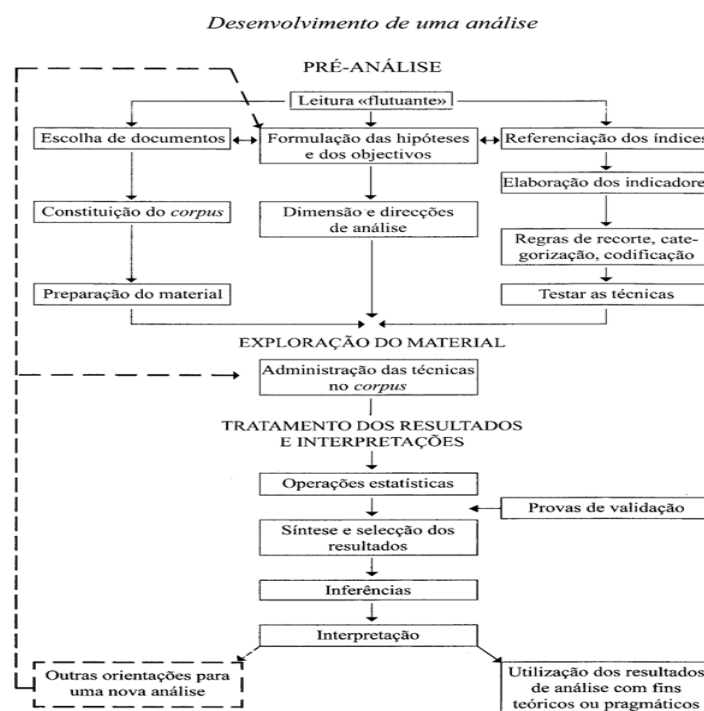 Desenvolvimento de uma análise
PRÉ-ANÁLISE
Leitura «flutuante»
Escolha de documentos
Formulação das hipóteses
e dos objectivos
Referenciação dos índices
Elaboração dos indicadore
Constituição do corpus
Dimensão e direcções
de análise
Regras de recorte, cate-
gorização, codificação
Preparação do material
Testar as técnicas
EXPLORAÇÃO DO MATERIAL
Administração das técnicas
no corpus
TRATAMENTO DOS RESULTADOS
E INTERPRETAÇÕES
Operações estatísticas
Provas de validação
Síntese e selecção dos
resultados
Inferências
Interpretação
Outras orientações para
uma nova análise
Utilização dos resultados
de análise com fins
teóricos ou pragmáticos